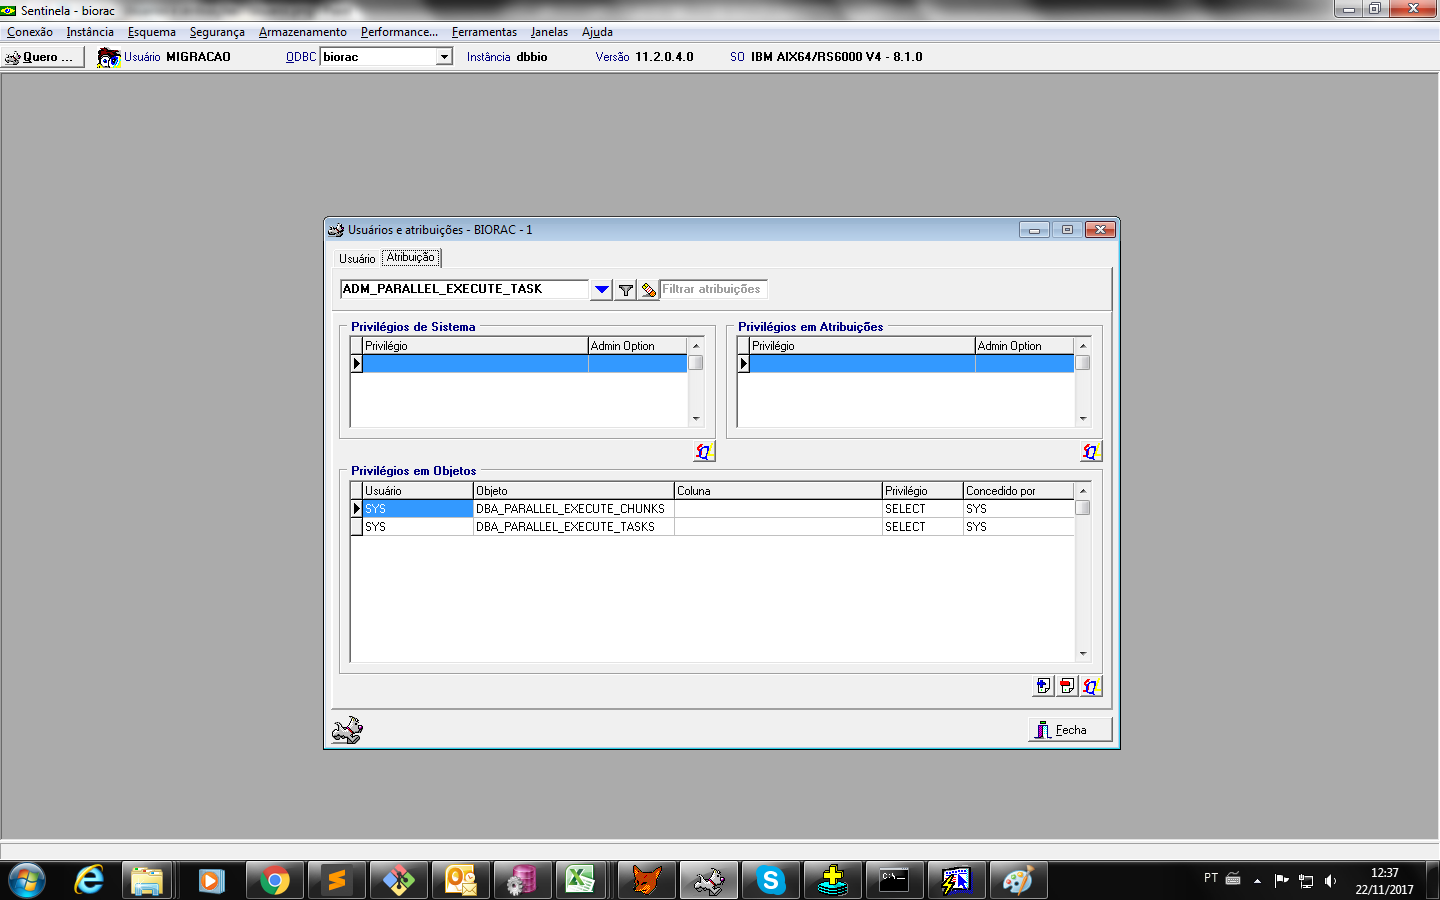 Sentinela - biorac
Conexão Instância Esquema Segurança Armazenamento Performance... Ferramentas Janelas Ajuda
Quero ... Usuário MIGRACAO ODBC biorac Instância dbbio Versão 11.2.0.4.0 SO IBM AIX64/RS6000 V4 - 8.1.0
Usuários e atribuições - BIORAC - 1
Usuário Atribuição
ADM_PARALLEL_EXECUTE_TASK Filtrar atribuições
Privilégios de Sistema Privilégios em Atribuições
Privilégio Admin Option Privilégio Admin Option
Privilégios em Objetos
Usuário Objeto Coluna Privilégio Concedido por
SYS DBA_PARALLEL_EXECUTE_CHUNKS SELECT SYS
SYS DBA_PARALLEL_EXECUTE_TASKS SELECT SYS
Fecha
PT 12:37
22/11/2017